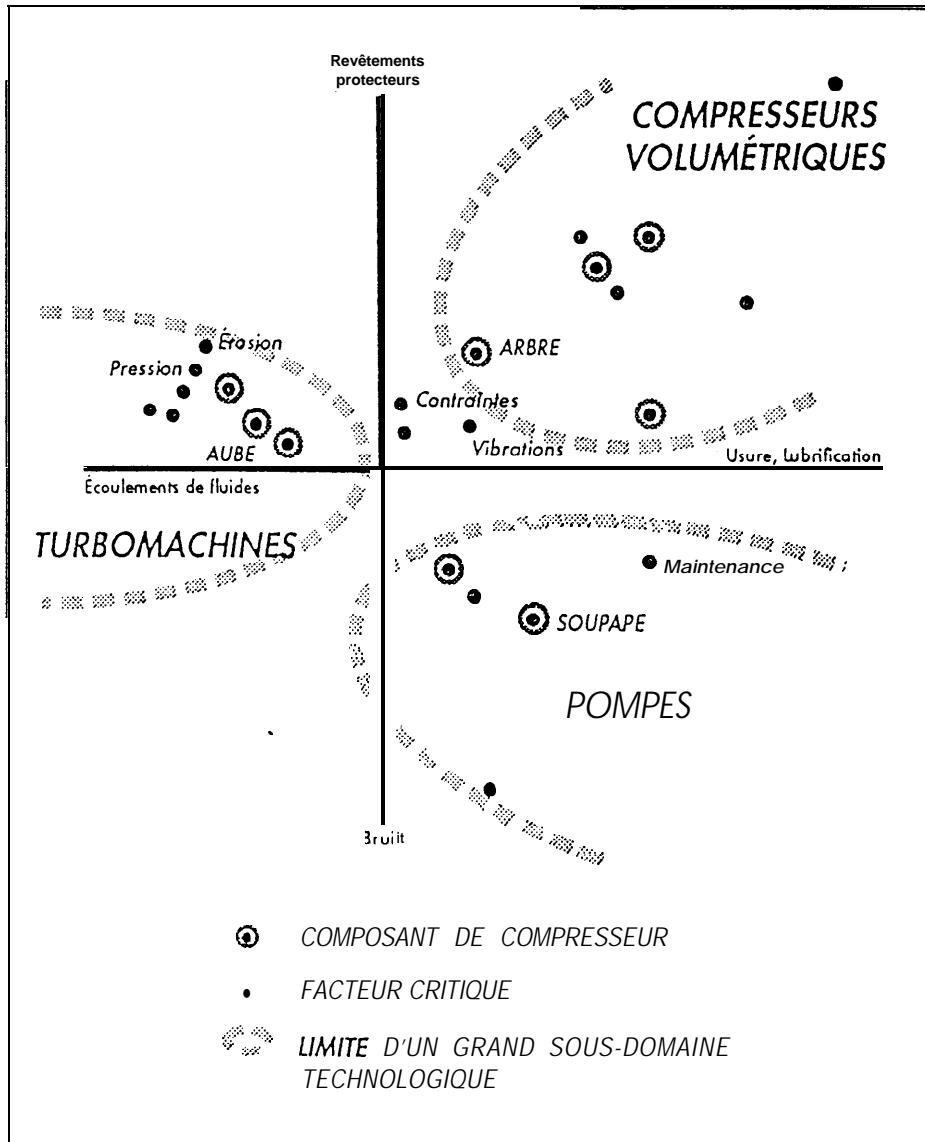 Revêtements
protecteurs
COMPRESSEURS
VOLUMÉTRIQUES
Érosion
Pression
ARBRE
Contraintes
AUBE
Vibrations
Usure, Lubrification
Écoulements de fluides
TURBOMACHINES
Maintenance
SOUPAPE
POMPES
COMPOSANT DE COMPRESSEUR
FACTEUR CRITIQUE
LIMITE D'UN GRAND SOUS-DOMAINE
TECHNOLOGIQUE